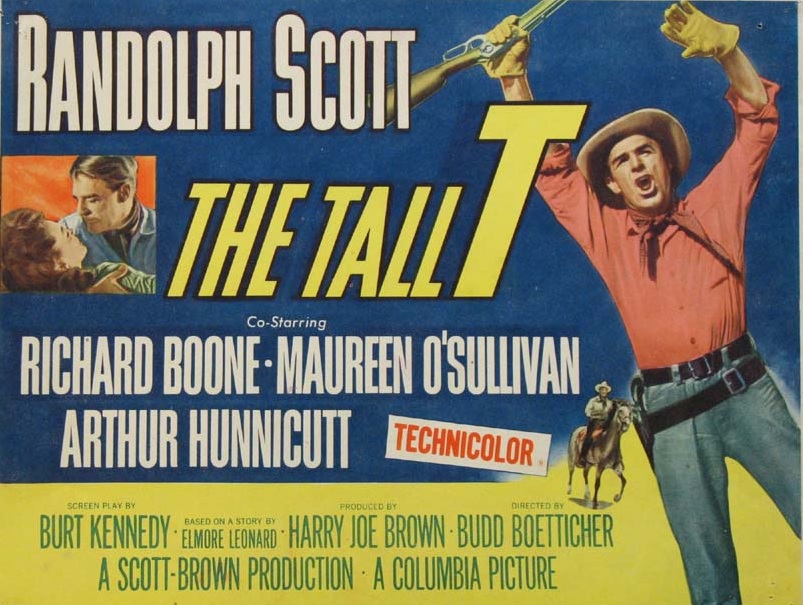 RANDOLPH SCOTT
THE TALL T
Co-Starring
RICHARD BOONE · MAUREEN O'SULLIVAN
ARTHUR HUNNICUTT
TECHNICOLOR
SCREEN PLAY BY BURT KENNEDY · BASED ON A STORY BY ELMORE LEONARD · PRODUCED BY HARRY JOE BROWN · DIRECTED BY BUDD BOETTICHER
A SCOTT-BROWN PRODUCTION · A COLUMBIA PICTURE